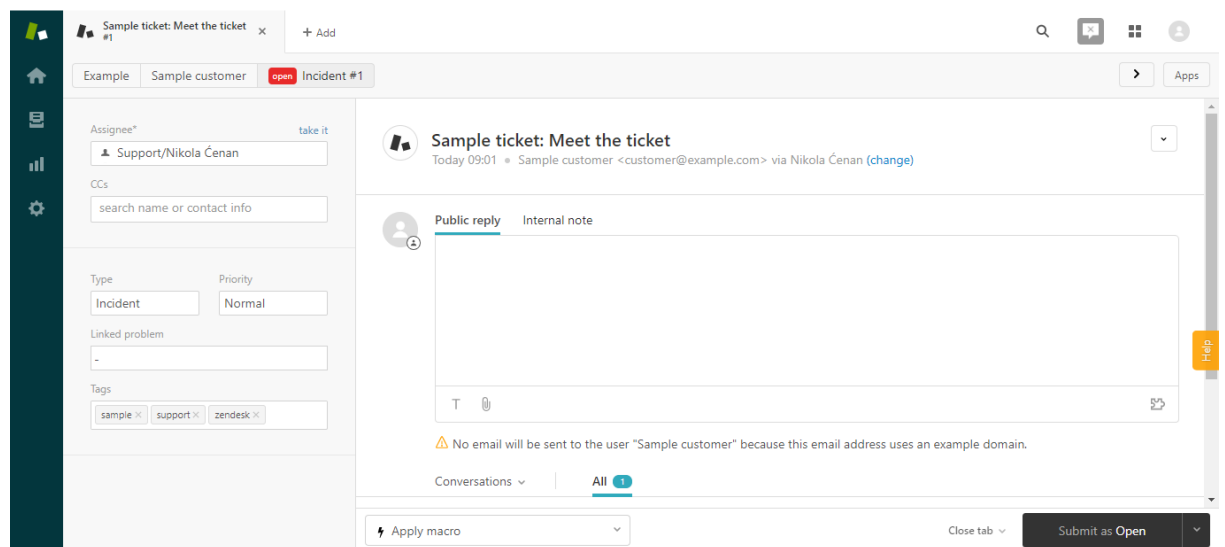 Sample ticket: Meet the ticket
#1
+ Add
Example
Sample customer
open Incident #1
Apps
Assignee*
take it
Support/Nikola Ćenan
CCs
search name or contact info
Type
Priority
Incident
Normal
Linked problem
-
Tags
sample × support × zendesk ×
Sample ticket: Meet the ticket
Today 09:01 Sample customer <customer@example.com> via Nikola Ćenan (change)
Public reply
Internal note
T
No email will be sent to the user "Sample customer" because this email address uses an example domain.
Conversations
All 1
Help
Apply macro
Close tab
Submit as Open